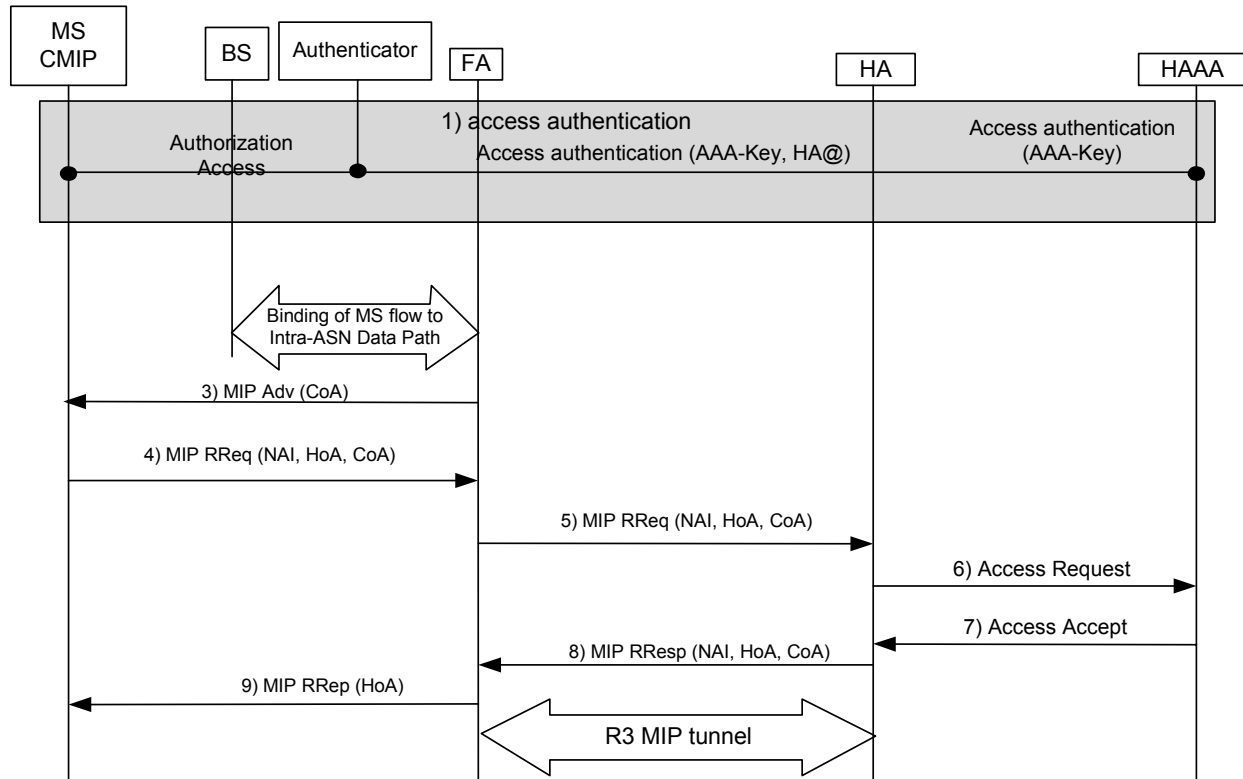 MS
CMIP
BS
Authenticator
FA
HA
HAAA
1) access authentication
Authorization
Access
Access authentication (AAA-Key, HA@)
Access authentication
(AAA-Key)
Binding of MS flow to
Intra-ASN Data Path
3) MIP Adv (CoA)
4) MIP RReq (NAI, HoA, CoA)
5) MIP RReq (NAI, HoA, CoA)
6) Access Request
7) Access Accept
8) MIP RResp (NAI, HoA, CoA)
9) MIP RRep (HoA)
R3 MIP tunnel